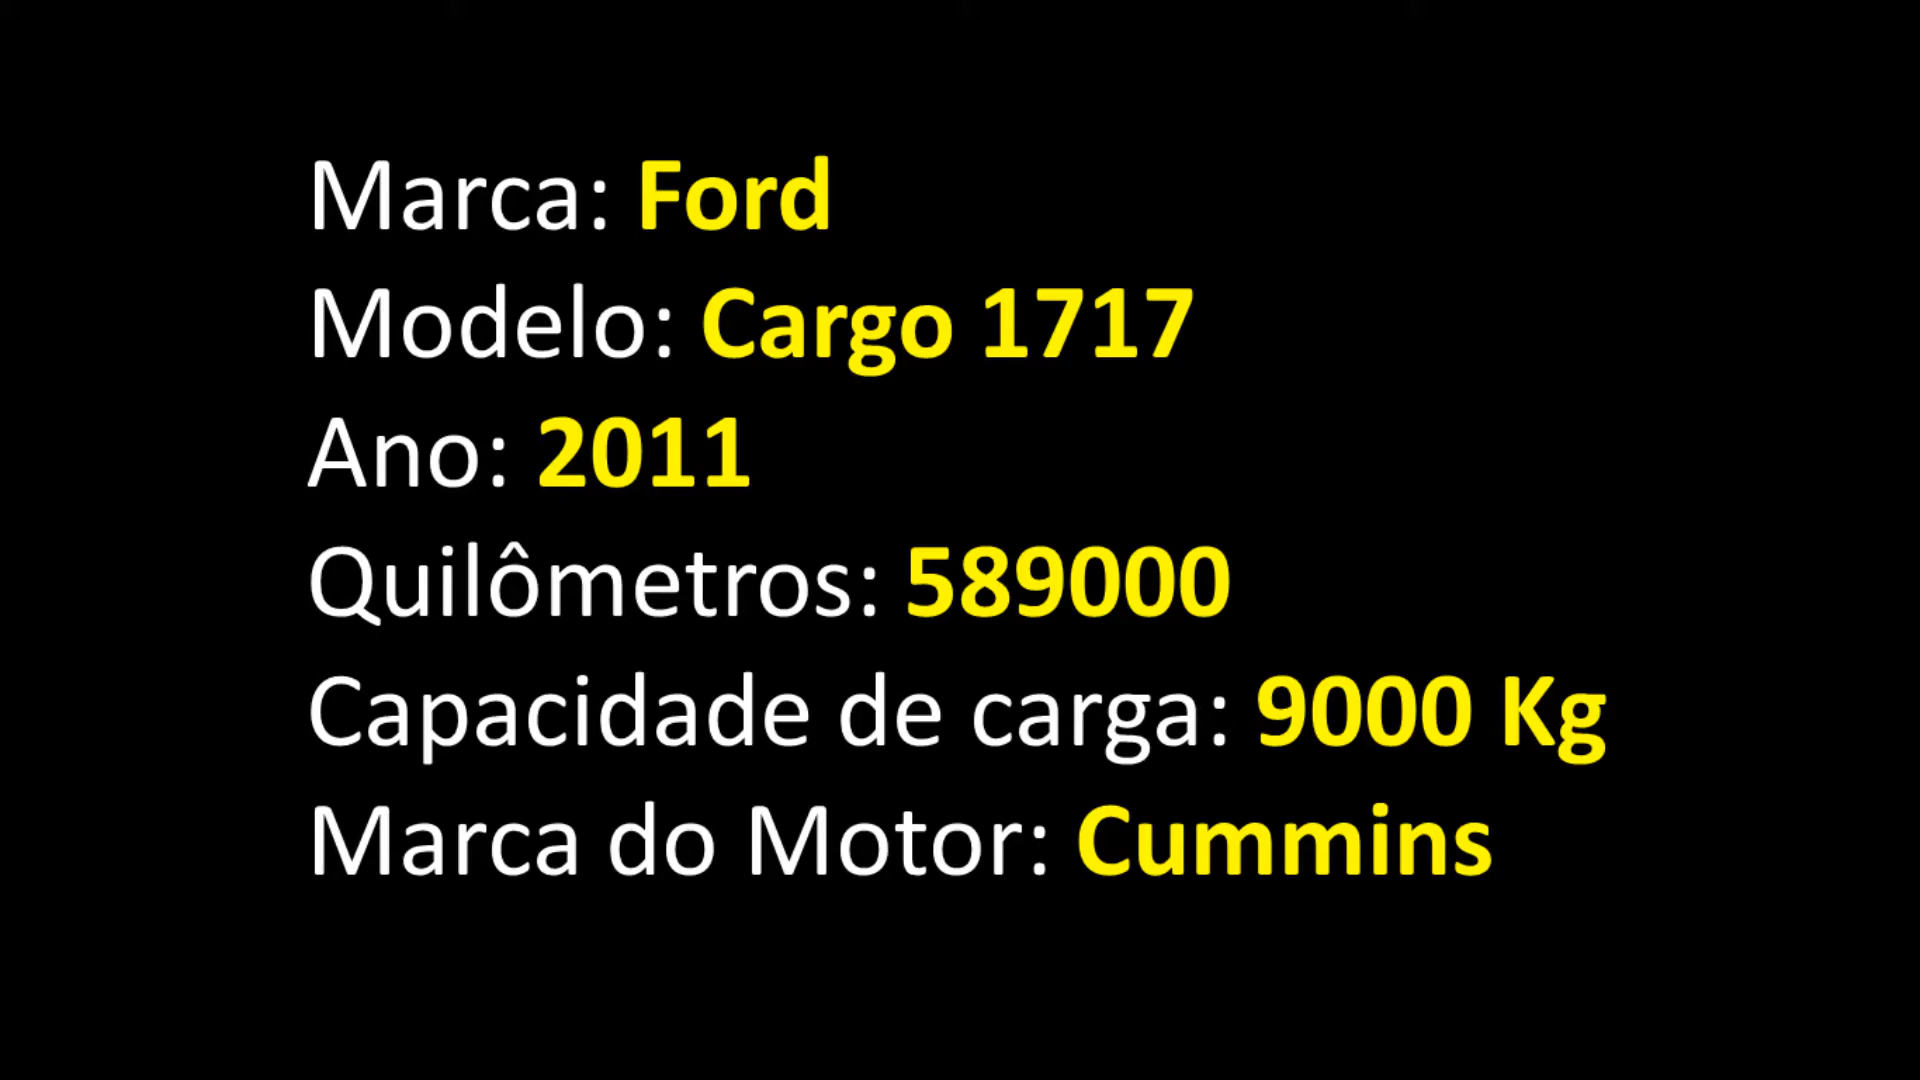 Marca: Ford
Modelo: Cargo 1717
Ano: 2011
Quilômetros: 589000
Capacidade de carga: 9000 Kg
Marca do Motor: Cummins